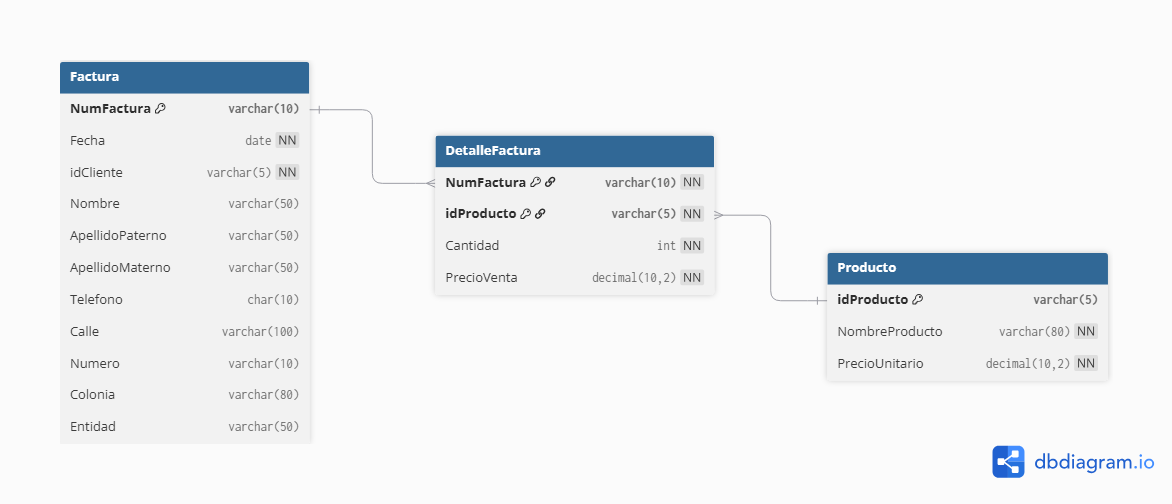 Factura
NumFactura varchar(10)
Fecha date NN
idCliente varchar(5) NN
Nombre varchar(50)
ApellidoPaterno varchar(50)
ApellidoMaterno varchar(50)
Telefono char(10)
Calle varchar(100)
Numero varchar(10)
Colonia varchar(80)
Entidad varchar(50)
DetalleFactura
NumFactura varchar(10) NN
idProducto varchar(5) NN
Cantidad int NN
PrecioVenta decimal(10,2) NN
Producto
idProducto varchar(5)
NombreProducto varchar(80) NN
PrecioUnitario decimal(10,2) NN
dbdiagram.io